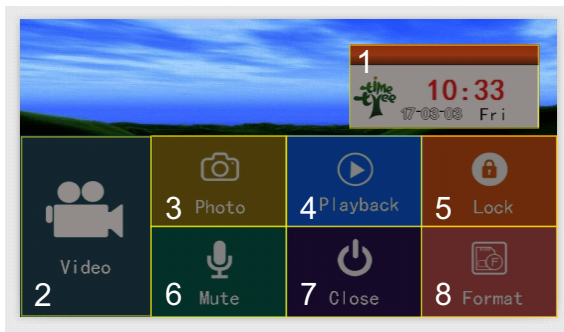 1
time
tree
10:33
17-03-03 Fri
3 Photo
4 Playback
5 Lock
Video
2
6 Mute
7 Close
8 Format
F